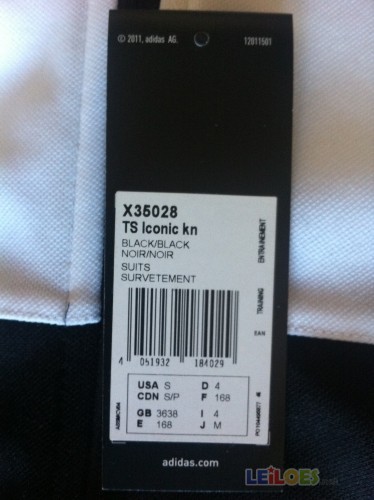 © 2011, adidas AG.
12011501
X35028
TS Iconic kn
BLACK/BLACK
NOIR/NOIR
SUITS
SURVETEMENT
ENTRAINEMENT
TRAINING
EAN
4 051932 184029
USA S D 4
CDN S/P F 168
GB 3638 I 4
E 168 J M
adidas.com
LEiLOES